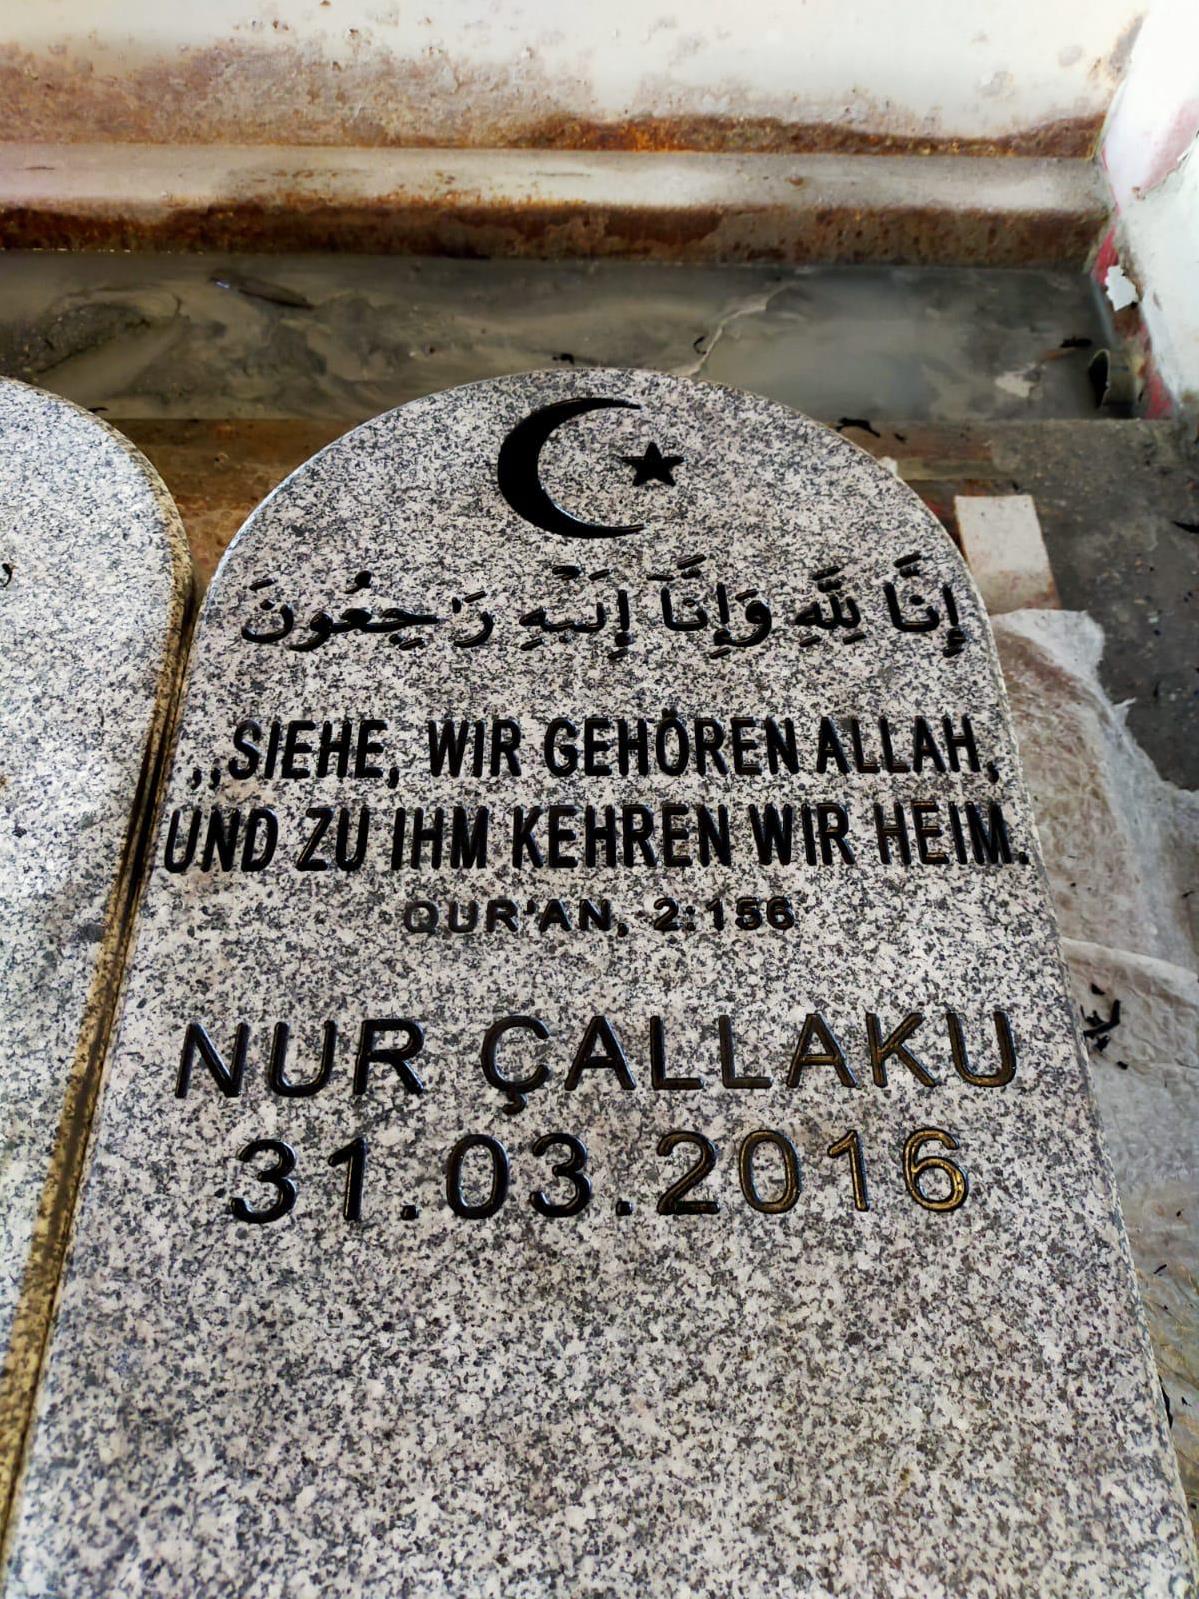 إِنَّا لِلَّهِ وَإِنَّآ إِلَيْهِ رَٰجِعُونَ
,,SIEHE, WIR GEHÖREN ALLAH,
UND ZU IHM KEHREN WIR HEIM.
QUR'AN, 2:156
NUR ÇALLAKU
31.03.2016